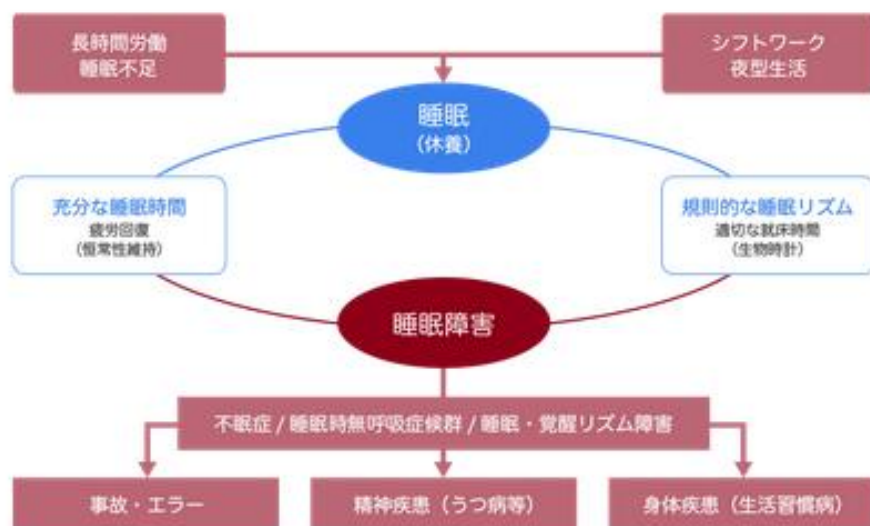 長時間労働
睡眠不足
シフトワーク
夜型生活
睡眠
（休養）
充分な睡眠時間
疲労回復
（恒常性維持）
規則的な睡眠リズム
適切な就床時間
（生物時計）
睡眠障害
不眠症 / 睡眠時無呼吸症候群 / 睡眠・覚醒リズム障害
事故・エラー
精神疾患（うつ病等）
身体疾患（生活習慣病）